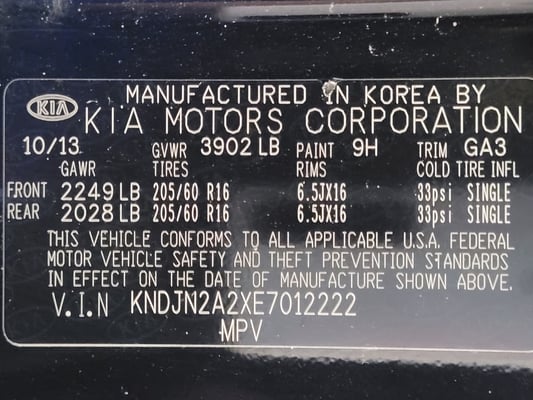 MANUFACTURED IN KOREA BY
KIA KIA MOTORS CORPORATION
10/13 GVWR 3902 LB PAINT 9H TRIM GA3
GAWR TIRES RIMS COLD TIRE INFL
FRONT 2249 LB 205/60 R16 6.5JX16 33psi SINGLE
REAR 2028 LB 205/60 R16 6.5JX16 33psi SINGLE
THIS VEHICLE CONFORMS TO ALL APPLICABLE U.S.A. FEDERAL
MOTOR VEHICLE SAFETY AND THEFT PREVENTION STANDARDS
IN EFFECT ON THE DATE OF MANUFACTURE SHOWN ABOVE.
V.I.N KNDJN2A2XE7012222
MPV